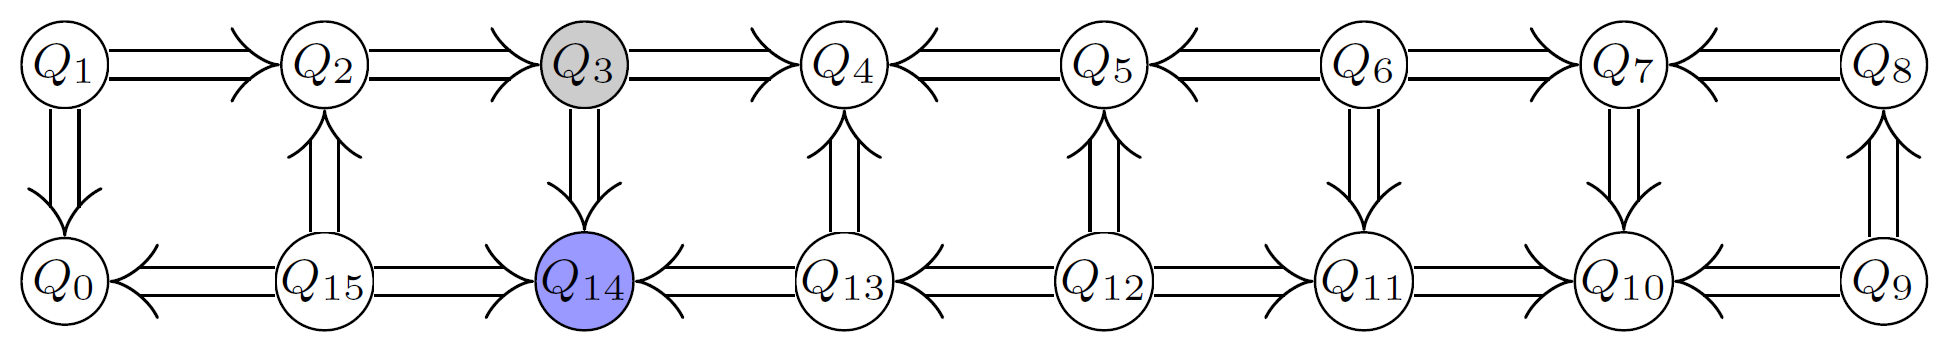 Q₁ Q₂ Q₃ Q₄ Q₅ Q₆ Q₇ Q₈
Q₀ Q₁₅ Q₁₄ Q₁₃ Q₁₂ Q₁₁ Q₁₀ Q₉